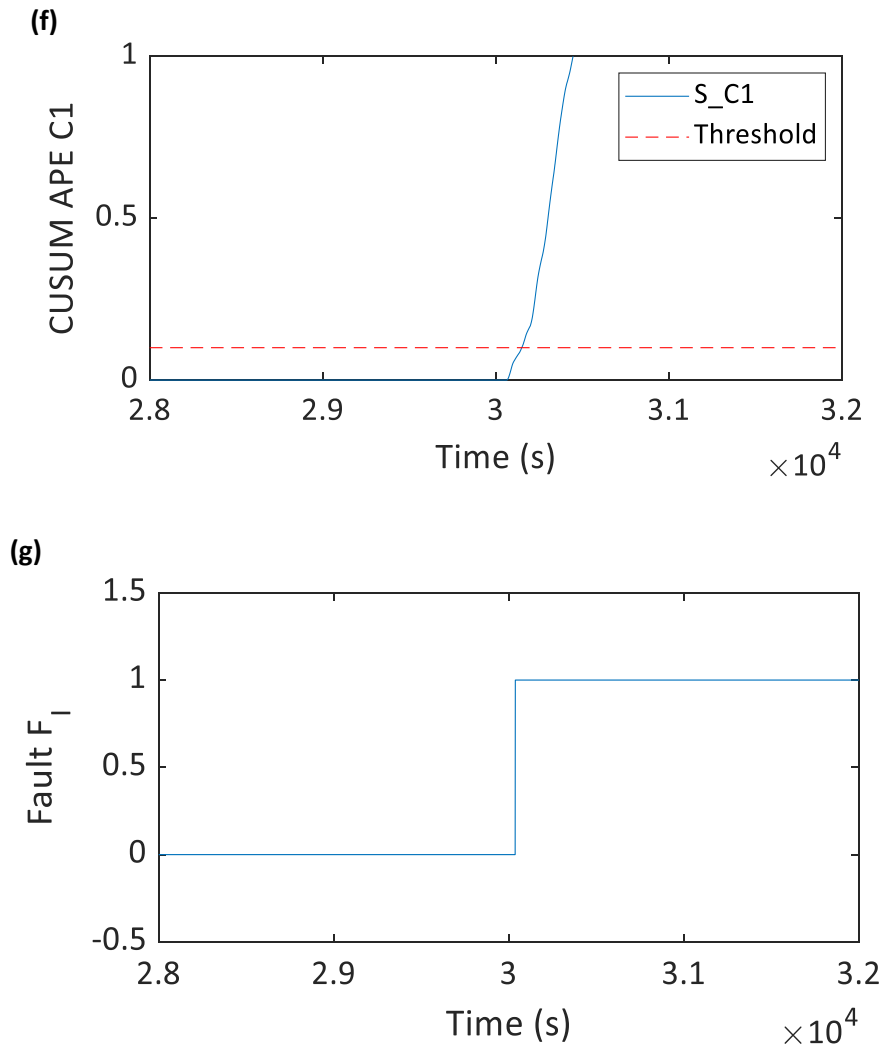 (f)
1
0.5
0
CUSUM APE C1
S_C1
Threshold
2.8 2.9 3 3.1 3.2
Time (s)
×10^4
(g)
1.5
1
0.5
0
-0.5
Fault F_I
2.8 2.9 3 3.1 3.2
Time (s)
×10^4